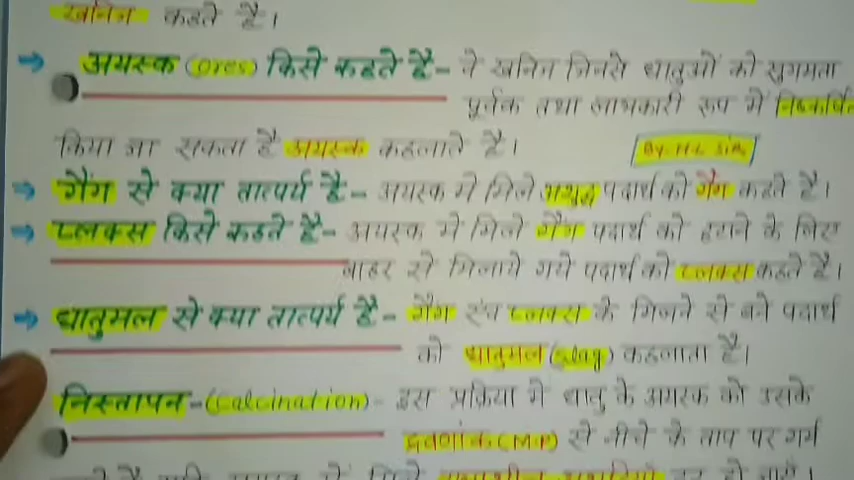 खनिज कहते है।
अयस्क (ores) किसे कहते है- वे खनिज जिनसे धातुओं को सुगमता
पूर्वक तथा लाभकारी रूप में निष्कर्षित
किया जा सकता है अयस्क कहलाते है।
गैंग से क्या तात्पर्य है- अयस्क में मिले अशुद्ध पदार्थ को गैंग कहते है।
फ्लक्स किसे कहते है- अयस्क में मिले गैंग पदार्थ को हटाने के लिए
बाहर से मिलाये गये पदार्थ को फ्लक्स कहते है।
धातुमल से क्या तात्पर्य है- गैंग एंव फ्लक्स के मिलने से बने पदार्थ
को धातुमल (slag) कहलाता है।
निस्तापन-(calcination)- इस प्रक्रिया में धातु के अयस्क को उसके
द्रवणांक (M.P) से नीचे के ताप पर गर्म